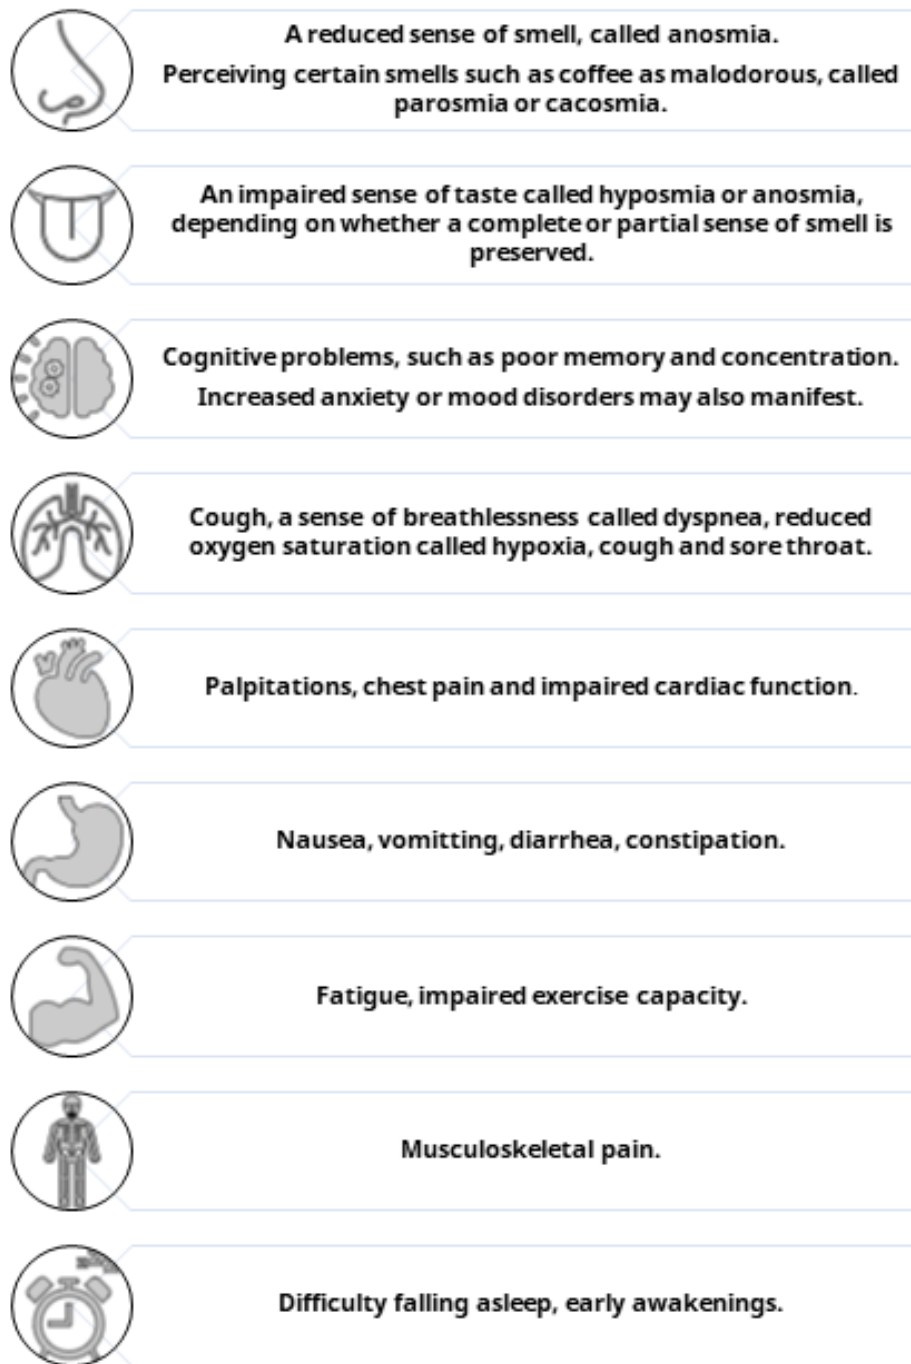 A reduced sense of smell, called anosmia.
Perceiving certain smells such as coffee as malodorous, called
parosmia or cacosmia.
An impaired sense of taste called hyposmia or anosmia,
depending on whether a complete or partial sense of smell is
preserved.
Cognitive problems, such as poor memory and concentration.
Increased anxiety or mood disorders may also manifest.
Cough, a sense of breathlessness called dyspnea, reduced
oxygen saturation called hypoxia, cough and sore throat.
Palpitations, chest pain and impaired cardiac function.
Nausea, vomitting, diarrhea, constipation.
Fatigue, impaired exercise capacity.
Musculoskeletal pain.
Difficulty falling asleep, early awakenings.